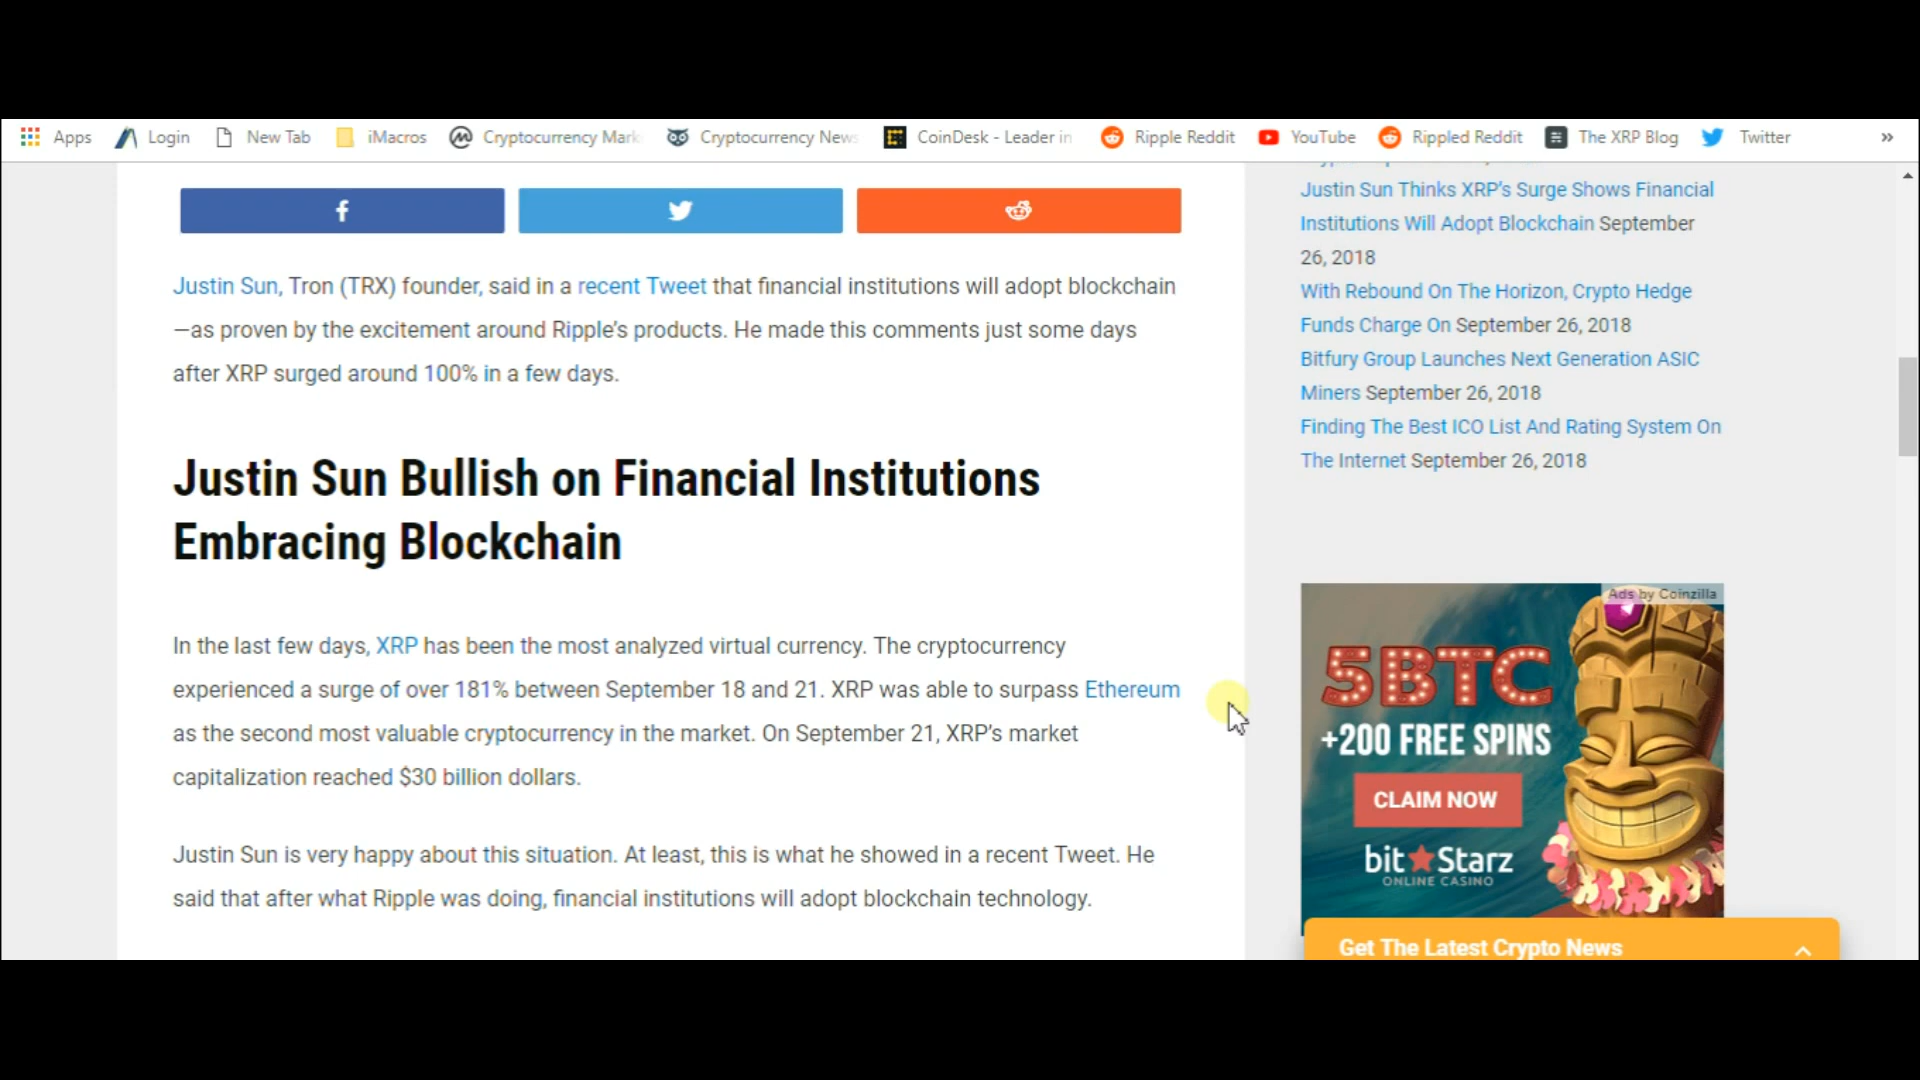 Apps Login New Tab iMacros Cryptocurrency Mark Cryptocurrency News CoinDesk - Leader in Ripple Reddit YouTube Rippled Reddit The XRP Blog Twitter »
Justin Sun, Tron (TRX) founder, said in a recent Tweet that financial institutions will adopt blockchain
—as proven by the excitement around Ripple's products. He made this comments just some days
after XRP surged around 100% in a few days.
Justin Sun Bullish on Financial Institutions
Embracing Blockchain
In the last few days, XRP has been the most analyzed virtual currency. The cryptocurrency
experienced a surge of over 181% between September 18 and 21. XRP was able to surpass Ethereum
as the second most valuable cryptocurrency in the market. On September 21, XRP's market
capitalization reached $30 billion dollars.
Justin Sun is very happy about this situation. At least, this is what he showed in a recent Tweet. He
said that after what Ripple was doing, financial institutions will adopt blockchain technology.
Justin Sun Thinks XRP's Surge Shows Financial
Institutions Will Adopt Blockchain September
26, 2018
With Rebound On The Horizon, Crypto Hedge
Funds Charge On September 26, 2018
Bitfury Group Launches Next Generation ASIC
Miners September 26, 2018
Finding The Best ICO List And Rating System On
The Internet September 26, 2018
Ads by Coinzilla
5BTC
+200 FREE SPINS
CLAIM NOW
bit Starz
ONLINE CASINO
Get The Latest Crypto News